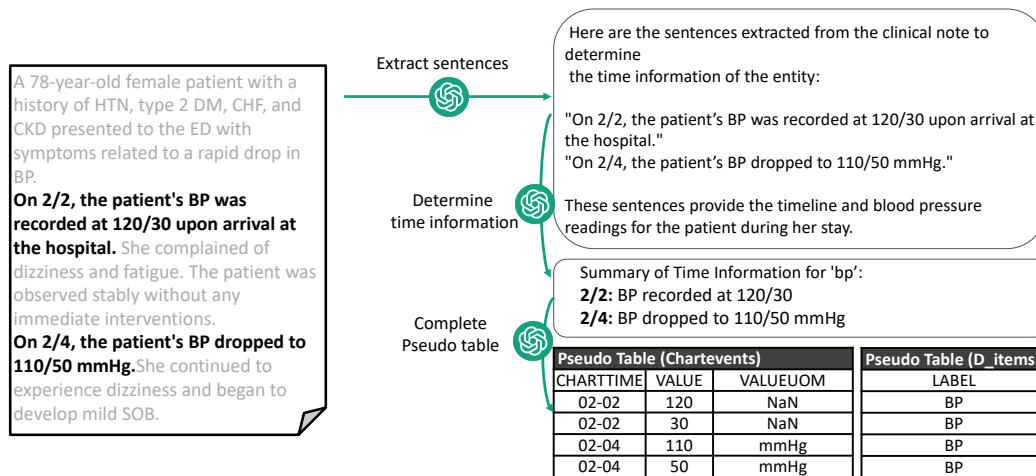 A 78-year-old female patient with a
history of HTN, type 2 DM, CHF, and
CKD presented to the ED with
symptoms related to a rapid drop in
BP.
On 2/2, the patient's BP was
recorded at 120/30 upon arrival at
the hospital. She complained of
dizziness and fatigue. The patient was
observed stably without any
immediate interventions.
On 2/4, the patient's BP dropped to
110/50 mmHg.She continued to
experience dizziness and began to
develop mild SOB.
Extract sentences
Here are the sentences extracted from the clinical note to
determine
the time information of the entity:
"On 2/2, the patient’s BP was recorded at 120/30 upon arrival at
the hospital."
"On 2/4, the patient’s BP dropped to 110/50 mmHg."
These sentences provide the timeline and blood pressure
readings for the patient during her stay.
Determine
time information
Summary of Time Information for 'bp’:
2/2: BP recorded at 120/30
2/4: BP dropped to 110/50 mmHg
Complete
Pseudo table
Pseudo Table (Chartevents)
CHARTTIME VALUE VALUEUOM
02-02 120 NaN
02-02 30 NaN
02-04 110 mmHg
02-04 50 mmHg
Pseudo Table (D_items
LABEL
BP
BP
BP
BP